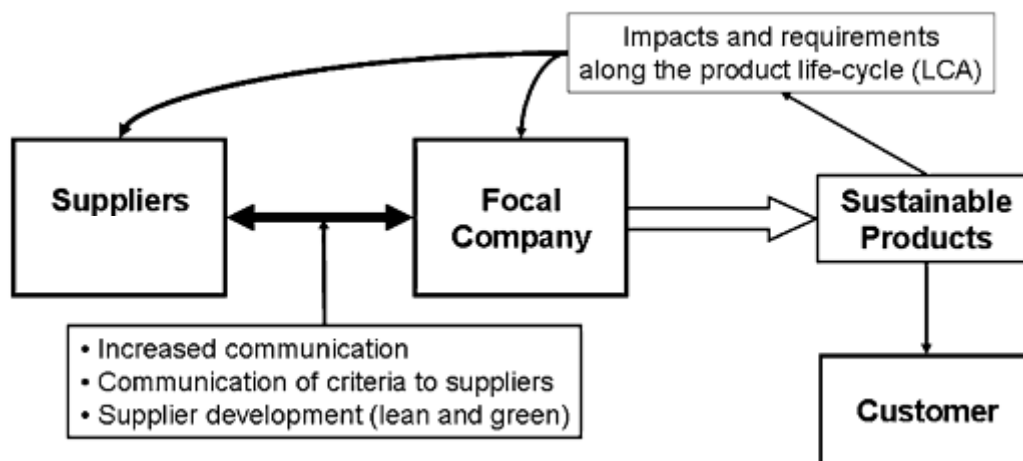 Impacts and requirements
along the product life-cycle (LCA)
Suppliers
Focal
Company
Sustainable
Products
• Increased communication
• Communication of criteria to suppliers
• Supplier development (lean and green)
Customer